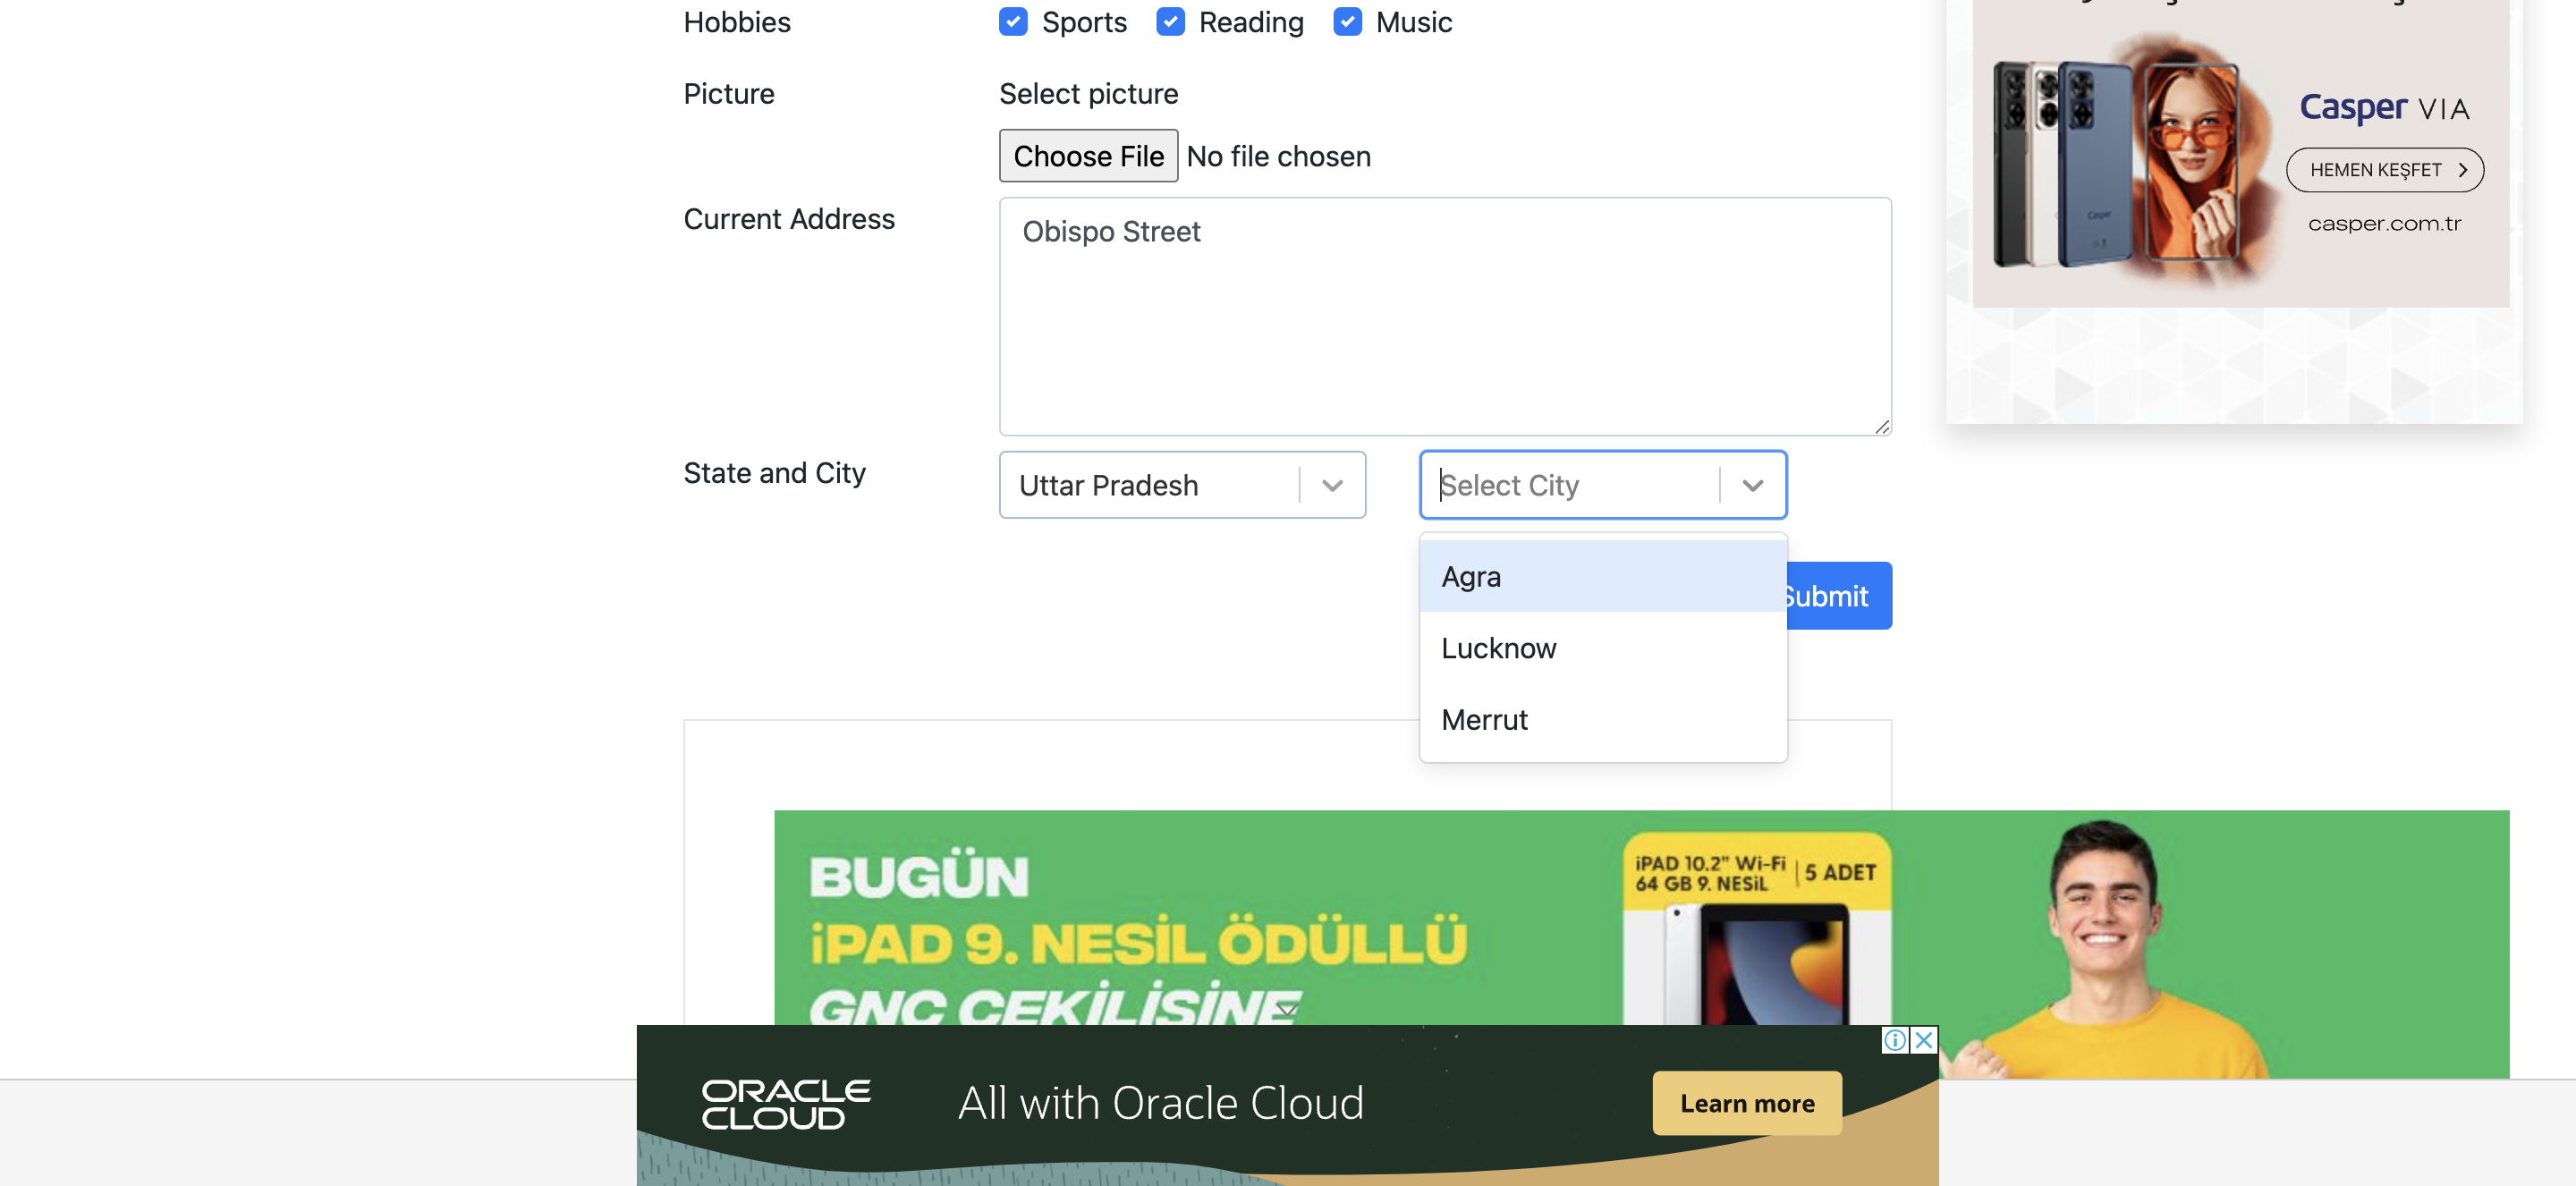 Hobbies
Sports
Reading
Music
Picture
Select picture
Choose File No file chosen
Current Address
Obispo Street
State and City
Uttar Pradesh
Select City
Agra
Lucknow
Merrut
Submit
Casper VIA
HEMEN KEŞFET
casper.com.tr
Casper
BUGÜN
iPAD 9. NESİL ÖDÜLLÜ
GNC ÇEKİLİŞİNE
iPAD 10.2" Wi-Fi
64 GB 9. NESİL
5 ADET
ORACLE
CLOUD
All with Oracle Cloud
Learn more